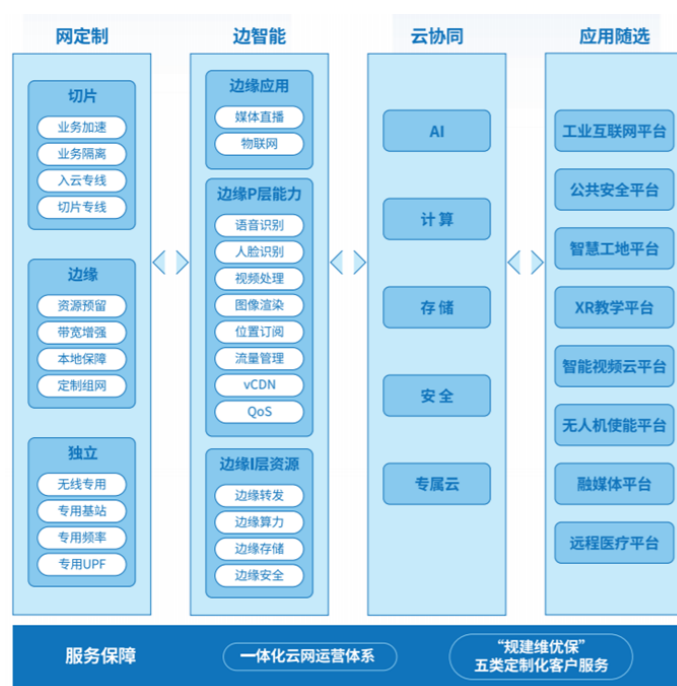 网定制
切片
业务加速
业务隔离
入云专线
切片专线
边缘
资源预留
带宽增强
本地保障
定制组网
独立
无线专用
专用基站
专用频率
专用UPF
边智能
边缘应用
媒体直播
物联网
边缘P层能力
语音识别
人脸识别
视频处理
图像渲染
位置订阅
流量管理
vCDN
QoS
边缘I层资源
边缘转发
边缘算力
边缘存储
边缘安全
云协同
AI
计算
存储
安全
专属云
应用随选
工业互联网平台
公共安全平台
智慧工地平台
XR教学平台
智能视频云平台
无人机使能平台
融媒体平台
远程医疗平台
服务保障
一体化云网运营体系
“规建维优保”
五类定制化客户服务